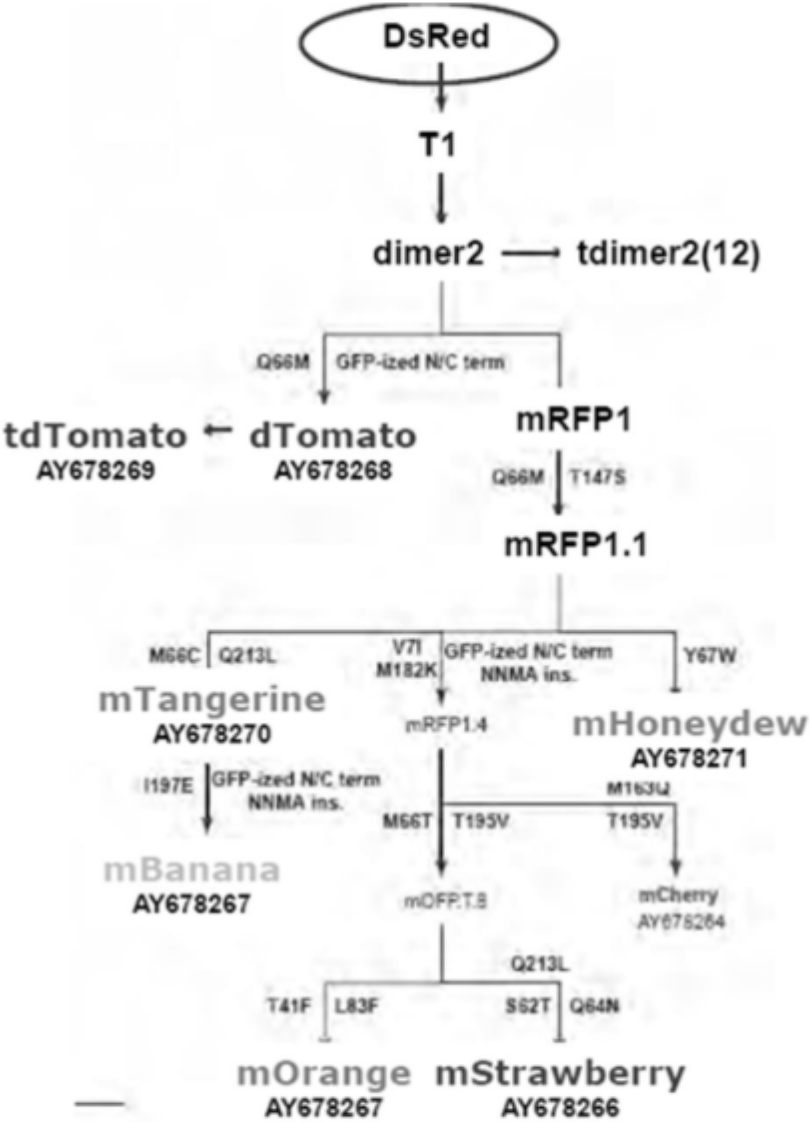 DsRed
T1
dimer2 tdimer2(12)
Q66M GFP-ized N/C term
tdTomato dTomato mRFP1
AY678269 AY678268
Q66M T147S
mRFP1.1
M66C Q213L V7I GFP-ized N/C term Y67W
M182K NNMA ins.
mTangerine mRFP1.4 mHoneydew
AY678270 AY678271
I197E GFP-ized N/C term M163Q
NNMA ins.
M66T T195V T195V
mBanana mOFP.T.8 mCherry
AY678267 AY678264
Q213L
T41F L83F S62T Q64N
mOrange mStrawberry
AY678267 AY678266